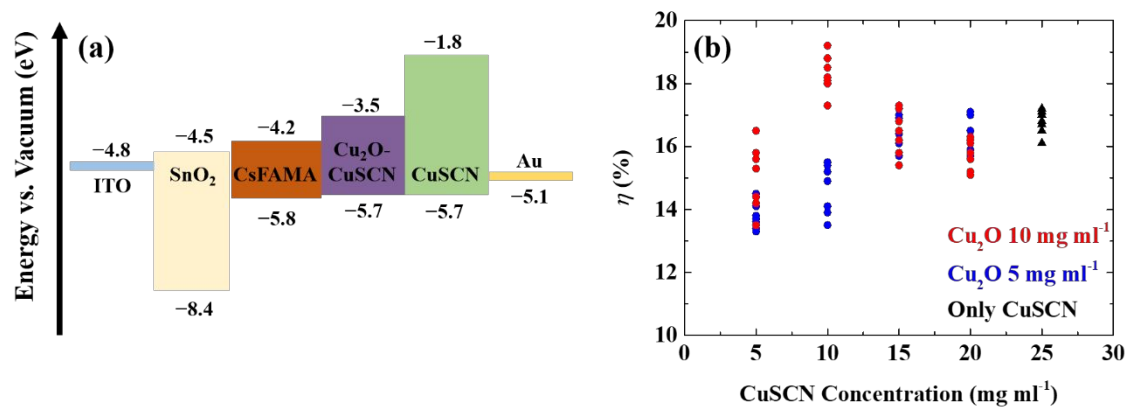 (a)
Energy vs. Vacuum (eV)
−4.8
ITO
−4.5
SnO₂
−8.4
−4.2
CsFAMA
−5.8
−3.5
Cu₂O-
CuSCN
−5.7
−1.8
CuSCN
−5.7
Au
−5.1
(b)
η (%)
20
18
16
14
12
10
Cu₂O 10 mg ml⁻¹
Cu₂O 5 mg ml⁻¹
Only CuSCN
0 5 10 15 20 25 30
CuSCN Concentration (mg ml⁻¹)